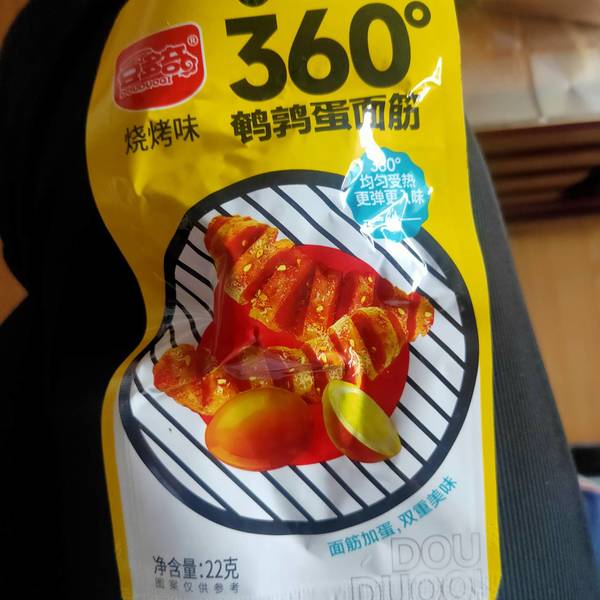 豆多奇®
DOUDUOQI
360°
烧烤味
鹌鹑蛋面筋
360°
均匀受热
更弹更入味
面筋加蛋,双重美味
净含量:22克
图案仅供参考
DOU
DUOQI